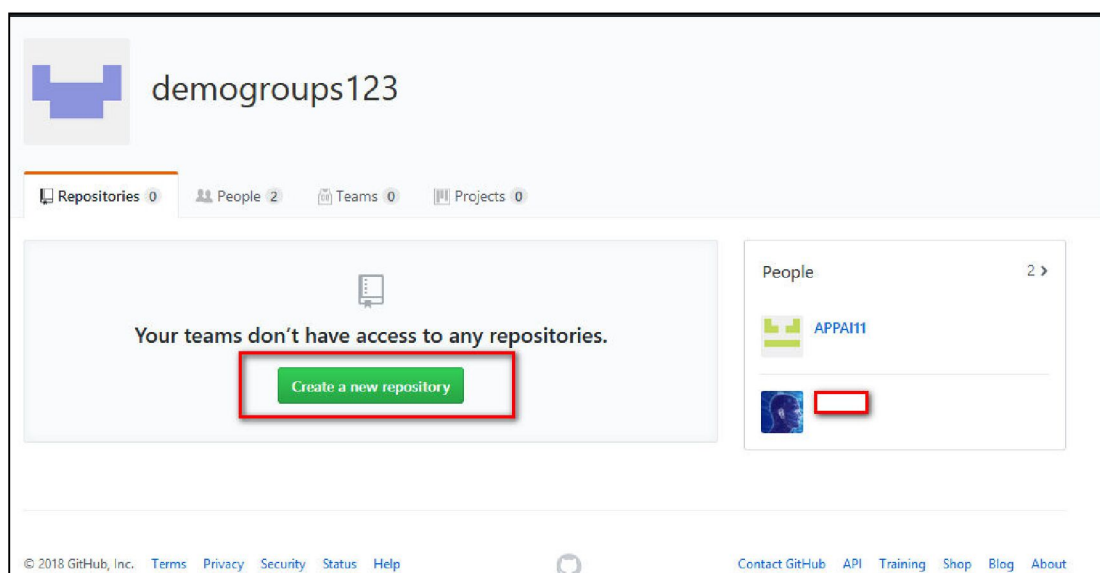 demogroups123
Repositories 0 People 2 Teams 0 Projects 0
Your teams don't have access to any repositories.
Create a new repository
People 2
APPAI11
© 2018 GitHub, Inc. Terms Privacy Security Status Help
Contact GitHub API Training Shop Blog About